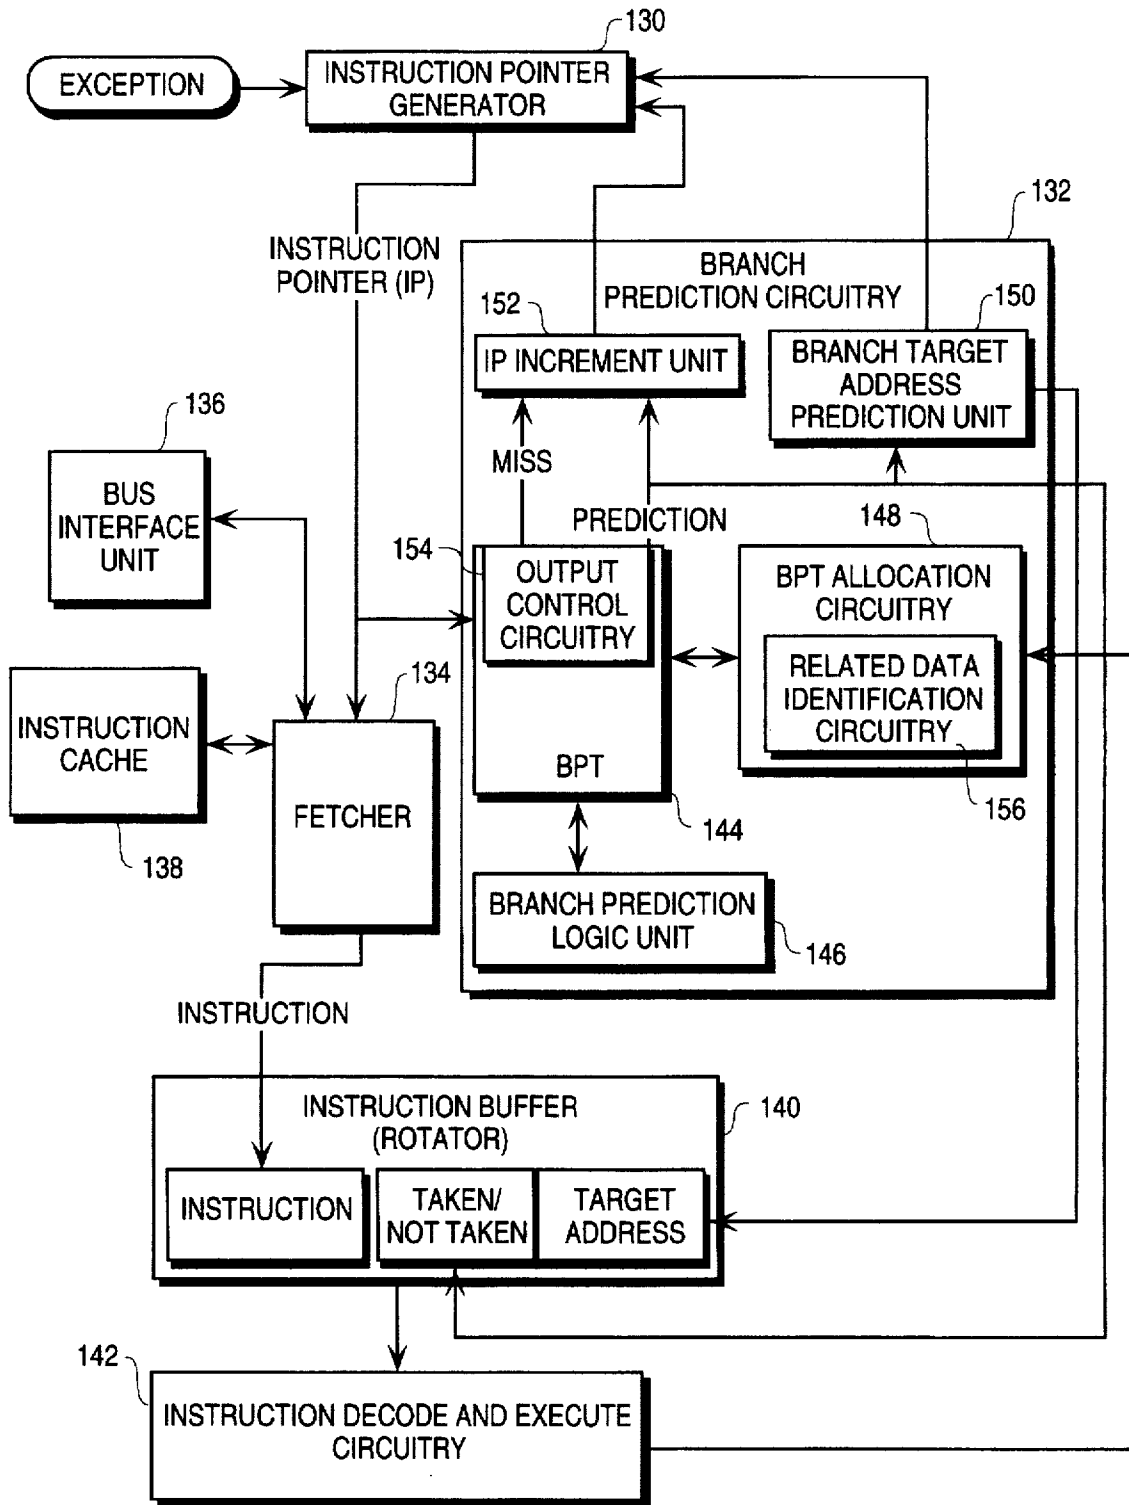 130
EXCEPTION
INSTRUCTION POINTER
GENERATOR
132
INSTRUCTION
POINTER (IP)
BRANCH
PREDICTION CIRCUITRY
152
150
IP INCREMENT UNIT
BRANCH TARGET
ADDRESS
PREDICTION UNIT
136
MISS
BUS
INTERFACE
UNIT
PREDICTION
148
154
OUTPUT
CONTROL
CIRCUITRY
BPT ALLOCATION
CIRCUITRY
134
RELATED DATA
IDENTIFICATION
CIRCUITRY
INSTRUCTION
CACHE
BPT
FETCHER
156
144
138
BRANCH PREDICTION
LOGIC UNIT
146
INSTRUCTION
INSTRUCTION BUFFER
(ROTATOR)
140
INSTRUCTION
TAKEN/
NOT TAKEN
TARGET
ADDRESS
142
INSTRUCTION DECODE AND EXECUTE
CIRCUITRY